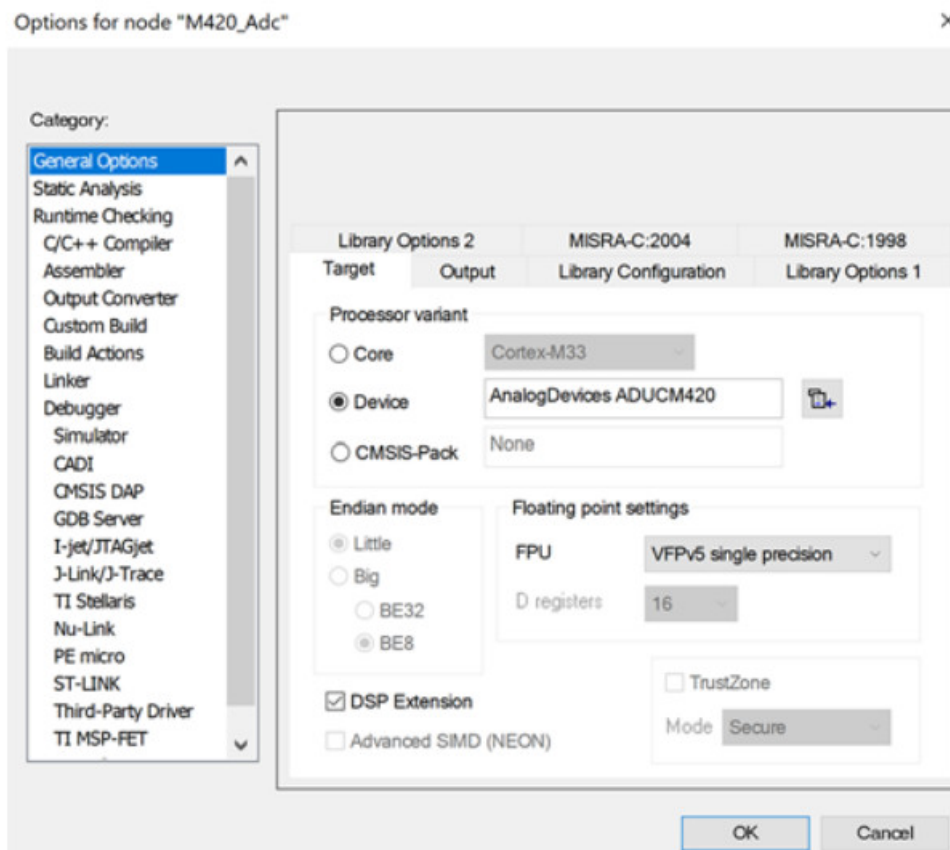 Options for node "M420_Adc"
Category:
General Options
Static Analysis
Runtime Checking
C/C++ Compiler
Assembler
Output Converter
Custom Build
Build Actions
Linker
Debugger
Simulator
CADI
CMSIS DAP
GDB Server
I-jet/JTAGjet
J-Link/J-Trace
TI Stellaris
Nu-Link
PE micro
ST-LINK
Third-Party Driver
TI MSP-FET
Library Options 2 MISRA-C:2004 MISRA-C:1998
Target Output Library Configuration Library Options 1
Processor variant
Core Cortex-M33
Device AnalogDevices ADUCM420
CMSIS-Pack None
Endian mode
Little
Big
BE32
BE8
Floating point settings
FPU VFPv5 single precision
D registers 16
DSP Extension
Advanced SIMD (NEON)
TrustZone
Mode Secure
OK Cancel